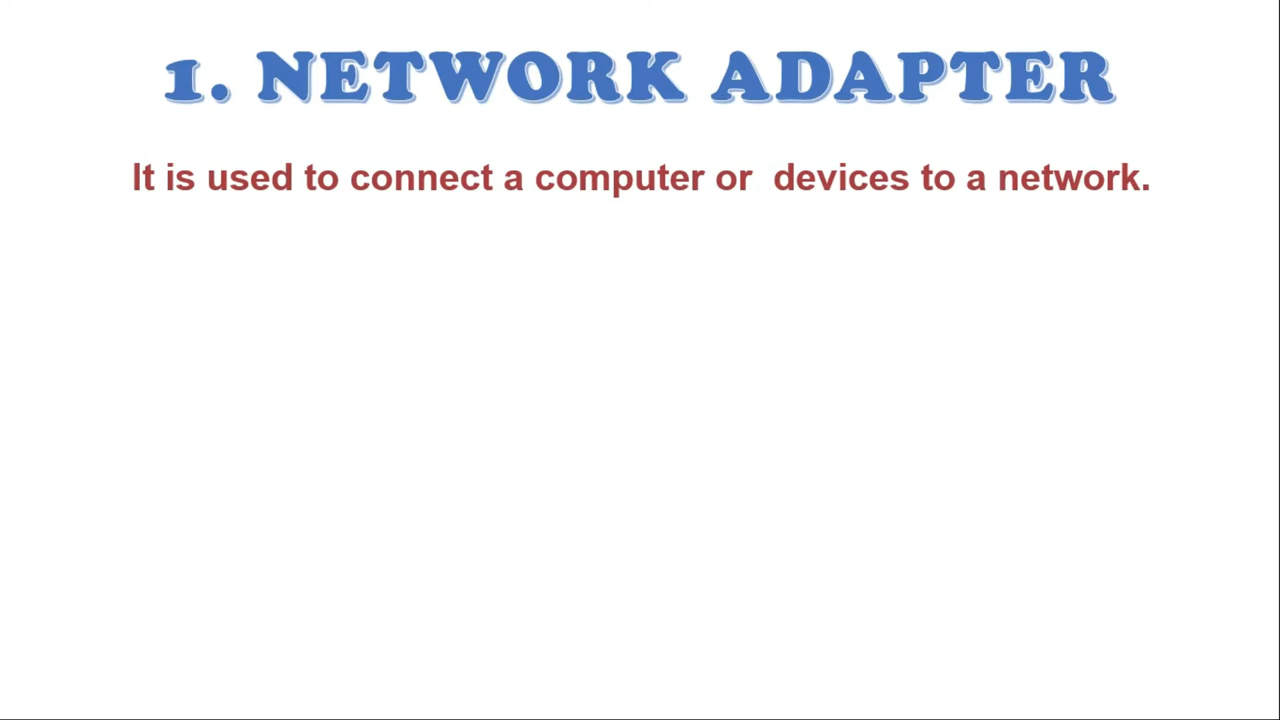 1. NETWORK ADAPTER
It is used to connect a computer or  devices to a network.